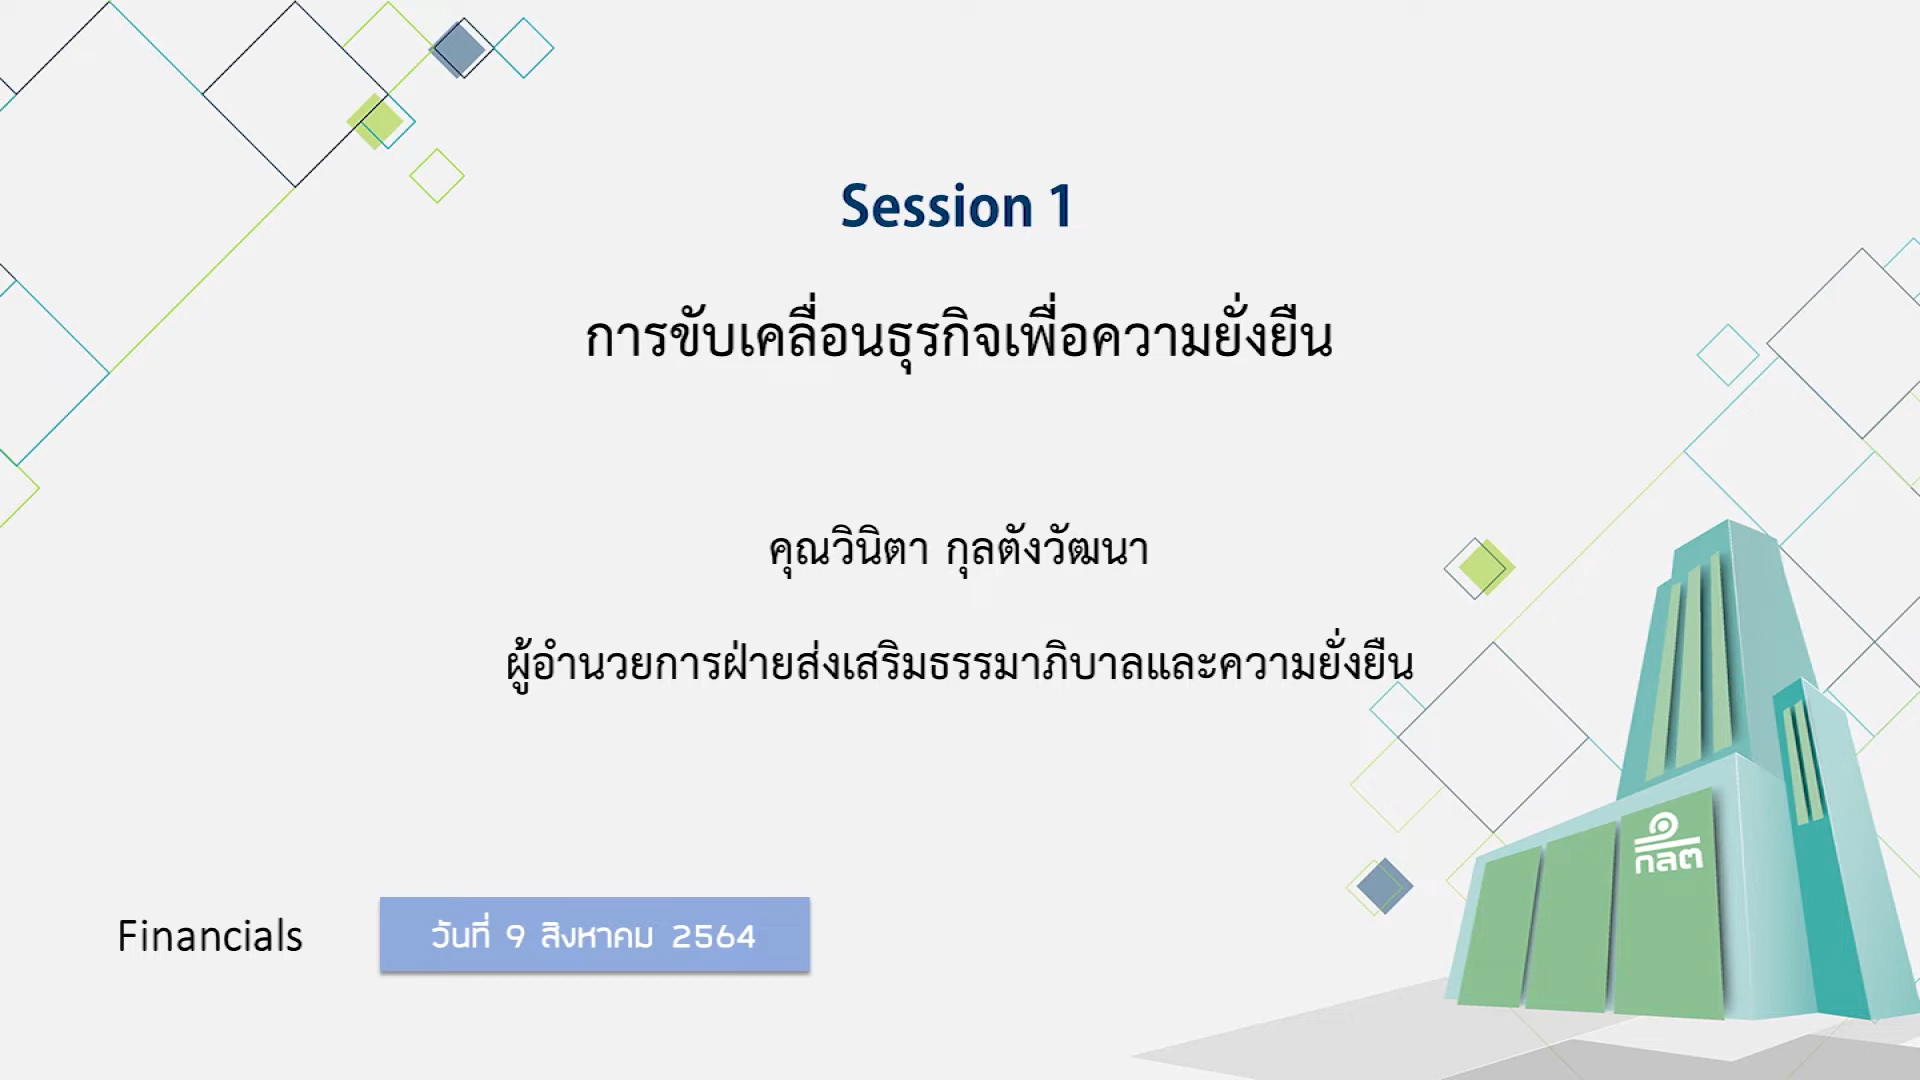 Session 1
การขับเคลื่อนธุรกิจเพื่อความยั่งยืน
คุณวินิตา กุลตังวัฒนา
ผู้อำนวยการฝ่ายส่งเสริมธรรมาภิบาลและความยั่งยืน
กลต
Financials
วันที่ 9 สิงหาคม 2564